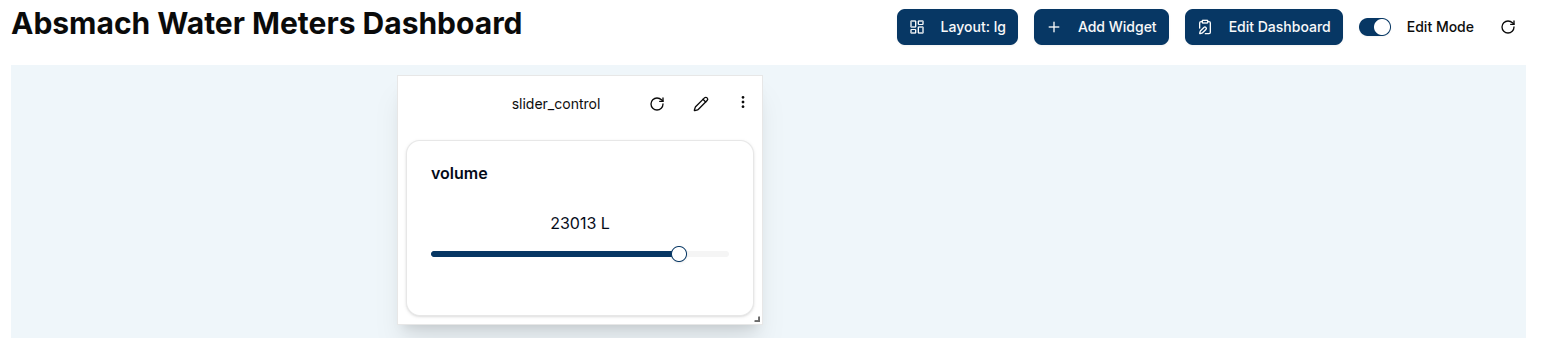 Absmach Water Meters Dashboard
Layout: lg
Add Widget
Edit Dashboard
Edit Mode
slider_control
volume
23013 L